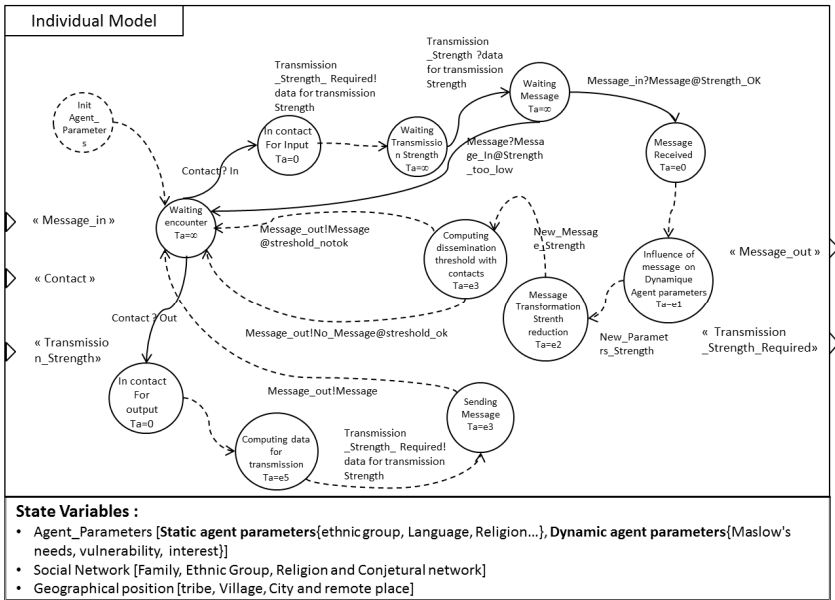 Individual Model
Init
Agent_
Parameter
s
Transmission
_Strength_ Required!
data for transmission
Strength
Transmission
_Strength ?data
for transmission
Strength
Waiting
Message
Ta=∞
Message_in?Message@Strength_OK
In contact
For Input
Ta=0
Waiting
Transmissio
n Strength
Ta=∞
Message
Received
Ta=e0
Contact ? In
Message?Messa
ge_In@Strength
_too_low
Waiting
encounter
Ta=∞
« Message_in »
« Contact »
« Transmissio
n_Strength»
Message_out!Message
@streshold_notok
Computing
dissemination
threshold with
contacts
Ta=e3
New_Messag
e_Strength
Influence of
message on
Dynamique
Agent parameters
Ta=e1
« Message_out »
Message
Transformation
Strenth
reduction
Ta=e2
New_Paramet
rs_Strength
« Transmission
_Strength_Required»
Contact ? Out
Message_out!No_Message@streshold_ok
In contact
For
output
Ta=0
Message_out!Message
Sending
Message
Ta=e3
Computing data
for
transmission
Ta=e5
Transmission
_Strength_ Required!
data for transmission
Strength
State Variables :
• Agent_Parameters [Static agent parameters{ethnic group, Language, Religion...}, Dynamic agent parameters{Maslow's
needs, vulnerability, interest}]
• Social Network [Family, Ethnic Group, Religion and Conjetural network]
• Geographical position [tribe, Village, City and remote place]